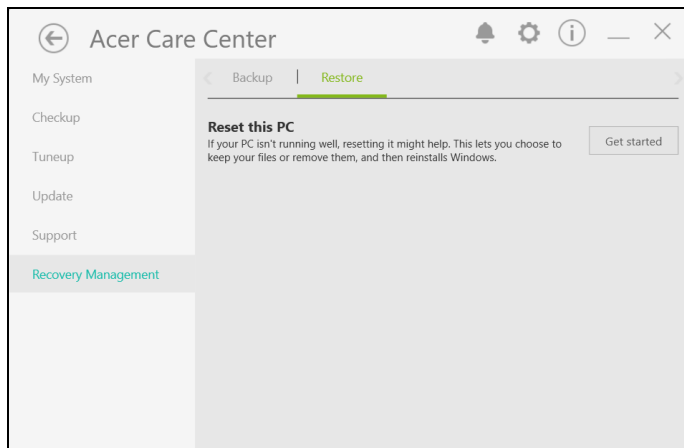 Acer Care Center
My System
Checkup
Tuneup
Update
Support
Recovery Management
Backup | Restore
Reset this PC
If your PC isn't running well, resetting it might help. This lets you choose to
keep your files or remove them, and then reinstalls Windows.
Get started